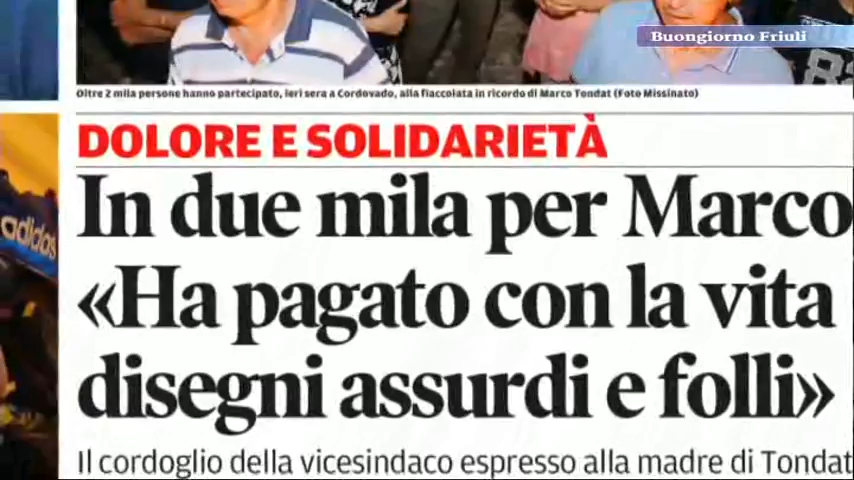 Buongiorno Friuli
83
Oltre 2 mila persone hanno partecipato, ieri sera a Cordovado, alla fiaccolata in ricordo di Marco Tondat (Foto Missinato)
DOLORE E SOLIDARIETÀ
adidas
In due mila per Marco
«Ha pagato con la vita
disegni assurdi e folli»
Il cordoglio della vicesindaco espresso alla madre di Tondat